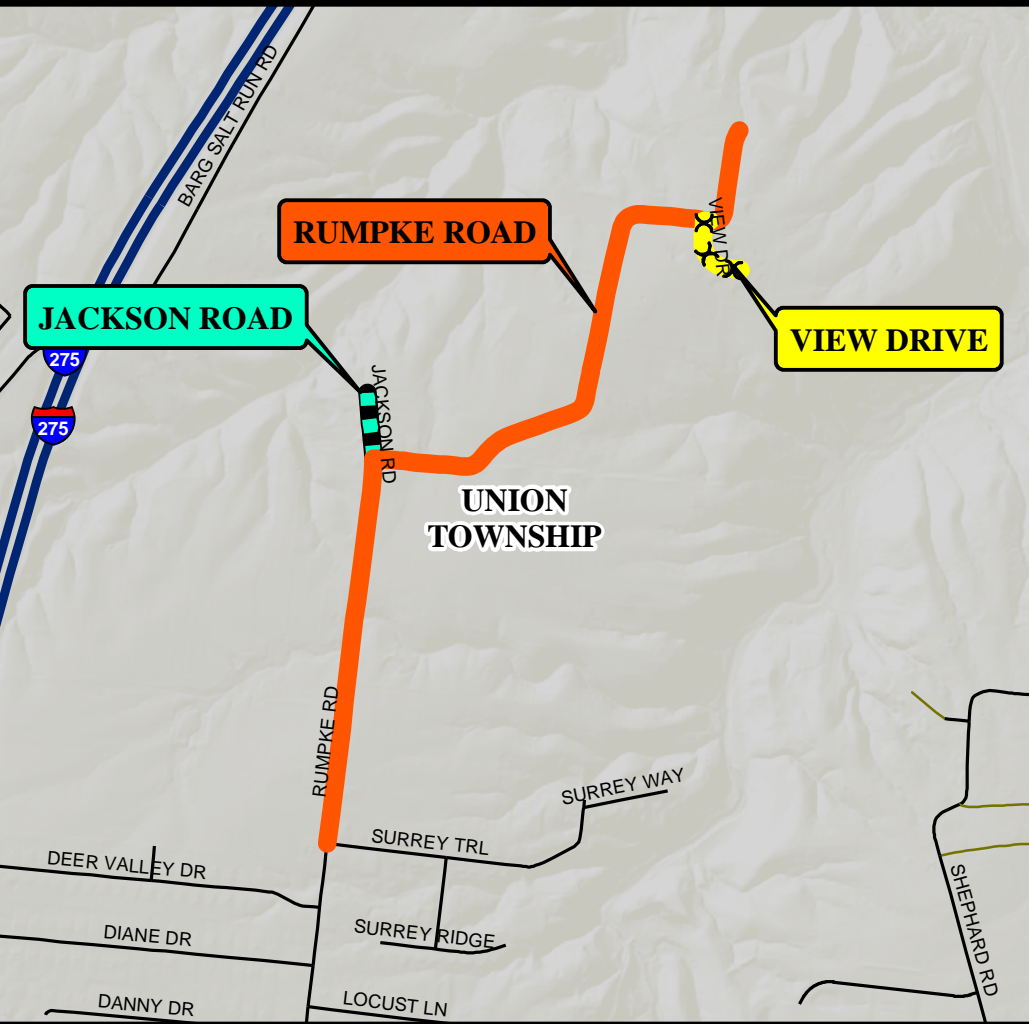 BARG SALT RUN RD
VIEW DR
RUMPKE ROAD
JACKSON ROAD
VIEW DRIVE
275
275
JACKSON RD
UNION
TOWNSHIP
RUMPKE RD
SURREY WAY
SURREY TRL
DEER VALLEY DR
SHEPHARD RD
SURREY RIDGE
DIANE DR
DANNY DR
LOCUST LN